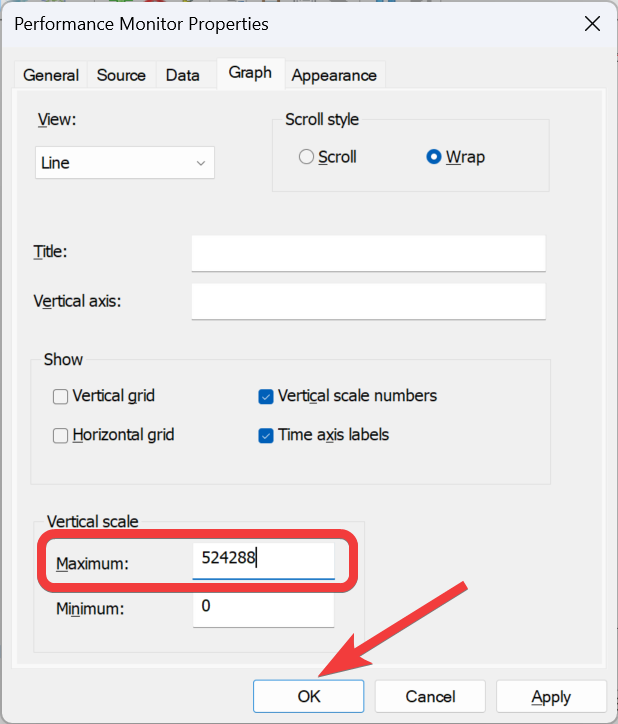 Performance Monitor Properties
General Source Data Graph Appearance
View:
Scroll style
Line
Scroll
Wrap
Title:
Vertical axis:
Show
Vertical grid
Vertical scale numbers
Horizontal grid
Time axis labels
Vertical scale
Maximum: 524288
Minimum: 0
OK Cancel Apply